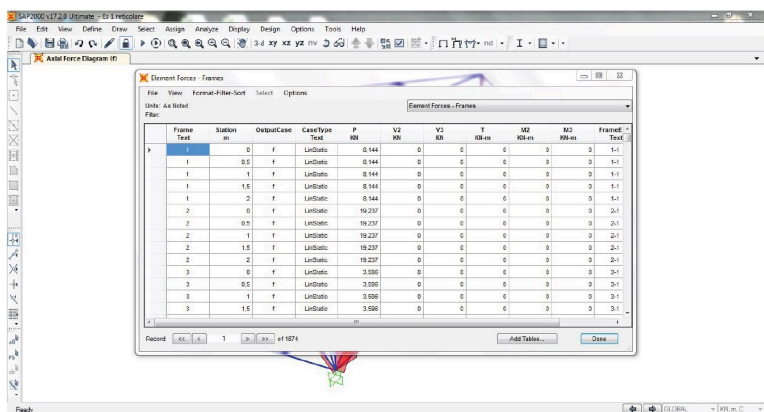 SAP2000 v17.2.0 Ultimate - Es 1 reticolare
File Edit View Define Draw Select Assign Analyze Display Design Options Tools Help
3-d xy xz yz nv nd
Axial Force Diagram (f)
Element Forces - Frames
File View Format-Filter-Sort Select Options
Units: As Noted Element Forces - Frames
Filter:
Frame Station OutputCase CaseType P V2 V3 T M2 M3 FrameE
Text m KN KN KN KN-m KN-m KN-m Text
1 0 f LinStatic 8,144 0 0 0 0 0 1-1
1 0,5 f LinStatic 8,144 0 0 0 0 0 1-1
1 1 f LinStatic 8,144 0 0 0 0 0 1-1
1 1,5 f LinStatic 8,144 0 0 0 0 0 1-1
1 2 f LinStatic 8,144 0 0 0 0 0 1-1
2 0 f LinStatic 19,237 0 0 0 0 0 2-1
2 0,5 f LinStatic 19,237 0 0 0 0 0 2-1
2 1 f LinStatic 19,237 0 0 0 0 0 2-1
2 1,5 f LinStatic 19,237 0 0 0 0 0 2-1
2 2 f LinStatic 19,237 0 0 0 0 0 2-1
3 0 f LinStatic 0 0 0 0 0 3-1
3 0,5 f LinStatic 0 0 0 0 0 3-1
3 1 f LinStatic 0 0 0 0 0 3-1
3 1,5 f LinStatic 0 0 0 0 0 3-1
Record << < 1 > >> of 1874 Add Tables... Done
Ready GLOBAL KN, m, C